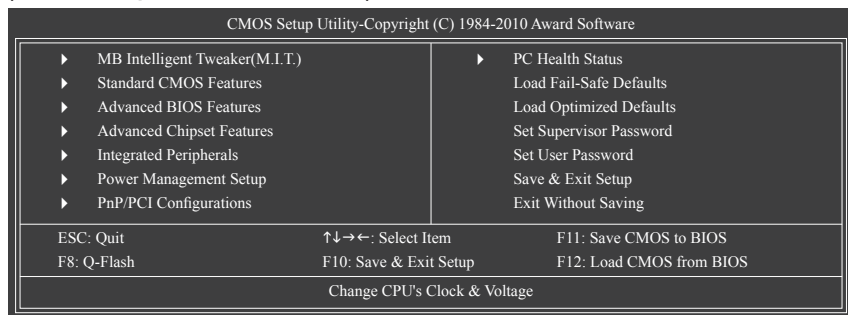 CMOS Setup Utility-Copyright (C) 1984-2010 Award Software
MB Intelligent Tweaker(M.I.T.)
Standard CMOS Features
Advanced BIOS Features
Advanced Chipset Features
Integrated Peripherals
Power Management Setup
PnP/PCI Configurations
PC Health Status
Load Fail-Safe Defaults
Load Optimized Defaults
Set Supervisor Password
Set User Password
Save & Exit Setup
Exit Without Saving
ESC: Quit
↑↓→←: Select Item
F11: Save CMOS to BIOS
F8: Q-Flash
F10: Save & Exit Setup
F12: Load CMOS from BIOS
Change CPU's Clock & Voltage